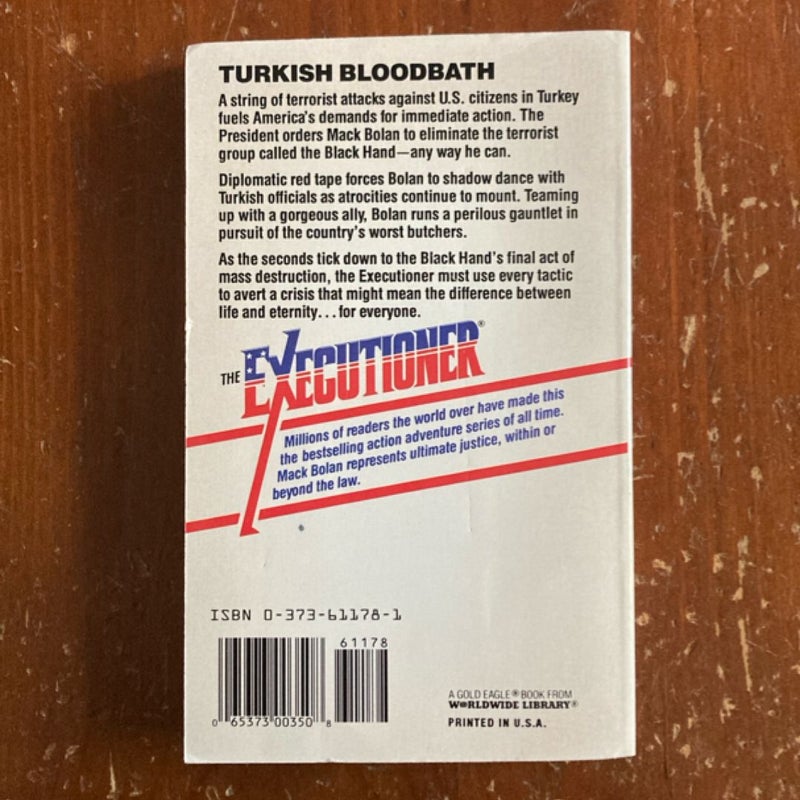 TURKISH BLOODBATH
A string of terrorist attacks against U.S. citizens in Turkey
fuels America's demands for immediate action. The
President orders Mack Bolan to eliminate the terrorist
group called the Black Hand—any way he can.
Diplomatic red tape forces Bolan to shadow dance with
Turkish officials as atrocities continue to mount. Teaming
up with a gorgeous ally, Bolan runs a perilous gauntlet in
pursuit of the country's worst butchers.
As the seconds tick down to the Black Hand's final act of
mass destruction, the Executioner must use every tactic
to avert a crisis that might mean the difference between
life and eternity...for everyone.
THE EXECUTIONER®
Millions of readers the world over have made this
the bestselling action adventure series of all time.
Mack Bolan represents ultimate justice, within or
beyond the law.
ISBN 0-373-61178-1
61178
0 65373 00350 8
A GOLD EAGLE® BOOK FROM
WORLDWIDE LIBRARY®
PRINTED IN U.S.A.